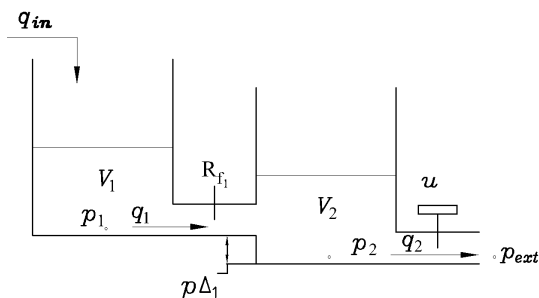 q_in
R_f1
V_1
u
V_2
p_1
q_1
p_2
q_2
p_ext
pΔ_1